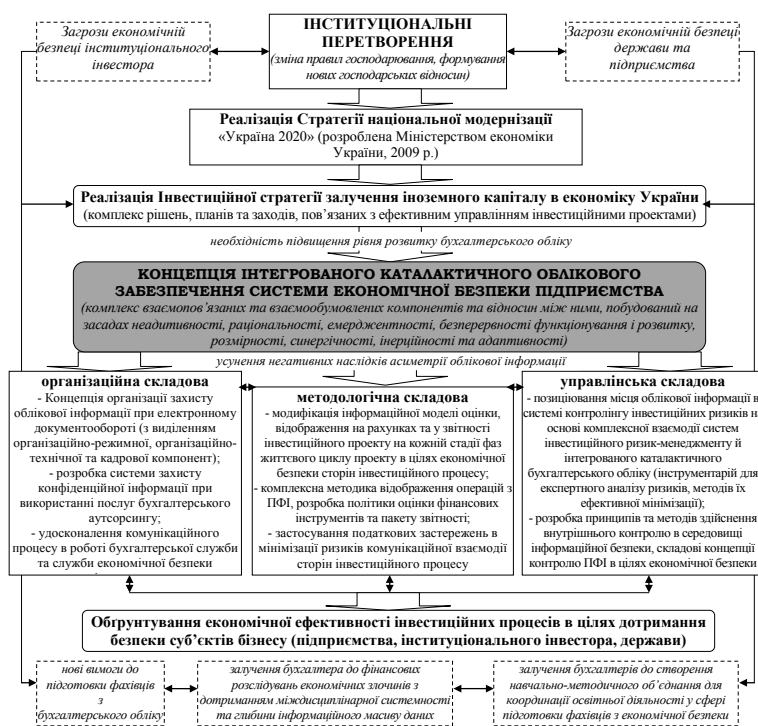 Загрози економічній
безпеці інституціонального
інвестора
ІНСТИТУЦІОНАЛЬНІ
ПЕРЕТВОРЕННЯ
(зміна правил господарювання, формування
нових господарських відносин)
Загрози економічній безпеці
держави та
підприємства
Реалізація Стратегії національної модернізації
«Україна 2020» (розроблена Міністерством економіки
України, 2009 р.)
Реалізація Інвестиційної стратегії залучення іноземного капіталу в економіку України
(комплекс рішень, планів та заходів, пов’язаних з ефективним управлінням інвестиційними проектами)
необхідність підвищення рівня розвитку бухгалтерського обліку
КОНЦЕПЦІЯ ІНТЕГРОВАНОГО КАТАЛАКТИЧНОГО ОБЛІКОВОГО
ЗАБЕЗПЕЧЕННЯ СИСТЕМИ ЕКОНОМІЧНОЇ БЕЗПЕКИ ПІДПРИЄМСТВА
(комплекс взаємопов’язаних та взаємообумовлених компонентів та відносин між ними, побудований на
засадах неадитивності, раціональності, емерджентності, безперервності функціонування і розвитку,
розмірності, синергічності, інерційності та адаптивності)
усунення негативних наслідків асиметрії облікової інформації
організаційна складова
- Концепція організації захисту
облікової інформації при електронному
документообороті (з виділенням
організаційно-режимної, організаційно-
технічної та кадрової компонент);
- розробка системи захисту
конфіденційної інформації при
використанні послуг бухгалтерського
аутсорсингу;
- удосконалення комунікаційного
процесу в роботі бухгалтерської служби
та служби економічної безпеки
методологічна складова
- модифікація інформаційної моделі оцінки,
відображення на рахунках та у звітності
інвестиційного проекту на кожній стадії фаз
життєвого циклу проекту в цілях економічної
безпеки сторін інвестиційного процесу;
- комплексна методика відображення операцій з
ПФІ, розробка політики оцінки фінансових
інструментів та пакету звітності;
- застосування податкових застережень в
мінімізації ризиків комунікаційної взаємодії
сторін інвестиційного процесу
управлінська складова
- позиціювання місця облікової інформації в
системі контролінгу інвестиційних ризиків на
основі комплексної взаємодії систем
інвестиційного ризик-менеджменту й
інтегрованого каталактичного
бухгалтерського обліку (інструментарій для
експертного аналізу ризиків, методів їх
ефективної мінімізації);
- розробка принципів та методів здійснення
внутрішнього контролю в середовищі
інформаційної безпеки, складові концепції
контролю ПФІ в цілях економічної безпеки
Обґрунтування економічної ефективності інвестиційних процесів в цілях дотримання
безпеки суб’єктів бізнесу (підприємства, інституціонального інвестора, держави)
нові вимоги до
підготовки фахівців
з
бухгалтерського обліку
залучення бухгалтера до фінансових
розслідувань економічних злочинів з
дотриманням міждисциплінарної системності
та глибини інформаційного масиву даних
залучення бухгалтерів до створення
навчально-методичного об’єднання для
координації освітньої діяльності у сфері
підготовки фахівців з економічної безпеки